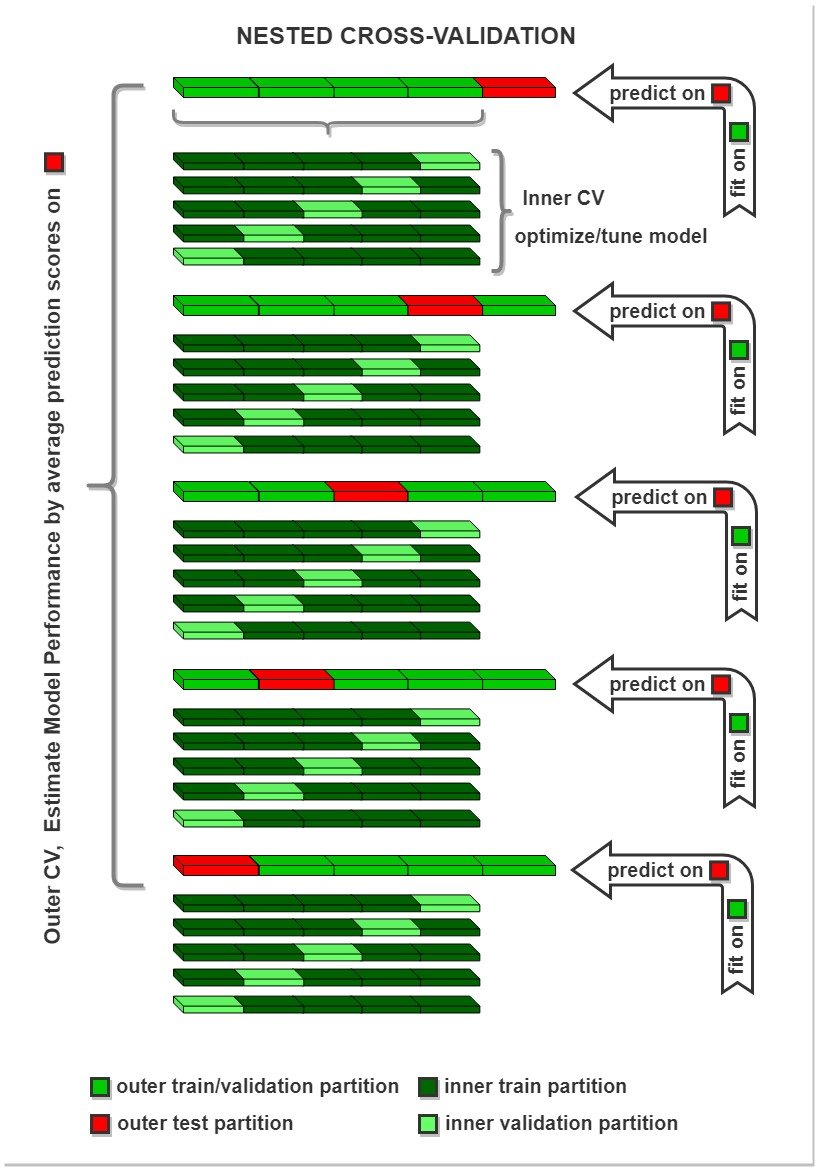 NESTED CROSS-VALIDATION
predict on
fit on
Inner CV
optimize/tune model
predict on
fit on
predict on
fit on
predict on
fit on
predict on
fit on
Outer CV, Estimate Model Performance by average prediction scores on
outer train/validation partition
inner train partition
outer test partition
inner validation partition